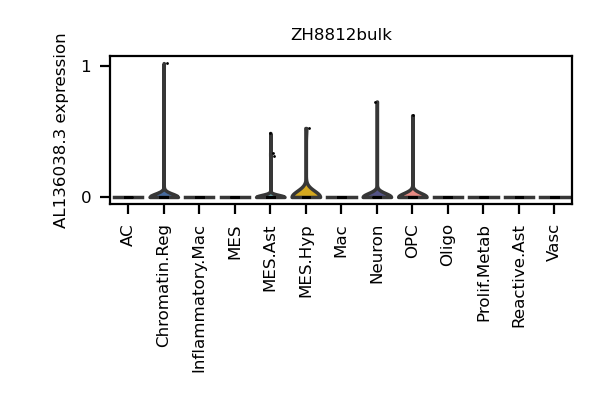 ZH8812bulk
AL136038.3 expression
1
0
AC
Chromatin.Reg
Inflammatory.Mac
MES
MES.Ast
MES.Hyp
Mac
Neuron
OPC
Oligo
Prolif.Metab
Reactive.Ast
Vasc